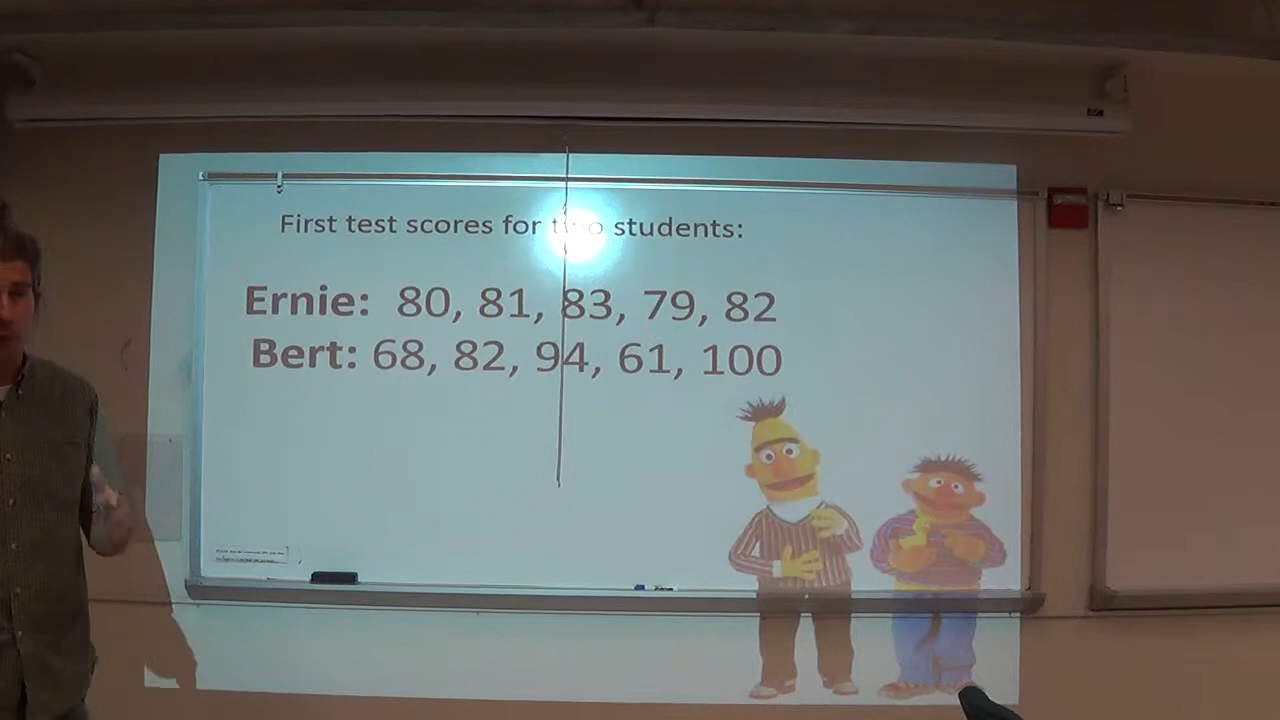 First test scores for two students:
Ernie: 80, 81, 83, 79, 82
Bert: 68, 82, 94, 61, 100